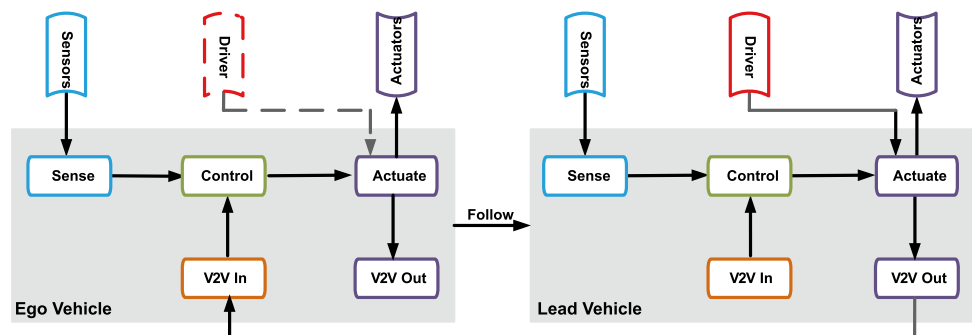 Sensors
Driver
Actuators
Sensors
Driver
Actuators
Sense
Control
Actuate
Sense
Control
Actuate
Follow
V2V In
V2V Out
V2V In
V2V Out
Ego Vehicle
Lead Vehicle